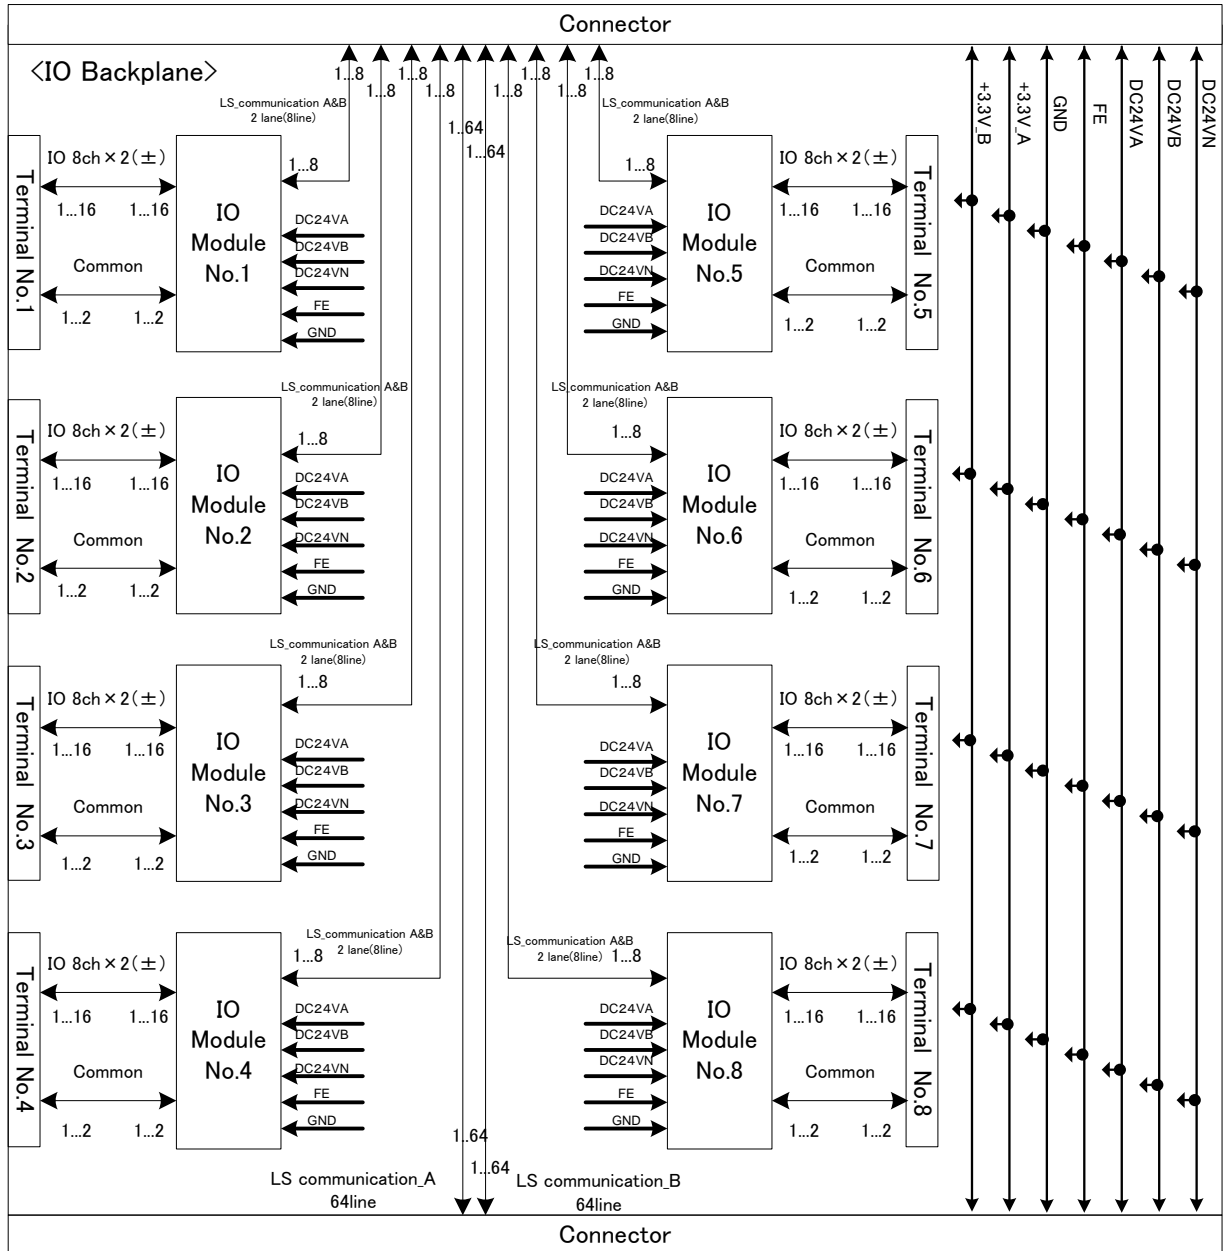 Connector
<IO Backplane>
1...8
1...8
1...8
1...8
1..64
1...64
1...8
1...8
1...8
1...8
+3.3V_B
+3.3V_A
GND
FE
DC24VA
DC24VB
DC24VN
LS_communication A&B
2 lane(8line)
1...8
Terminal No.1
IO 8ch×2(±)
1...16
1...16
Common
1...2
1...2
IO
Module
No.1
DC24VA
DC24VB
DC24VN
FE
GND
LS_communication A&B
2 lane(8line)
1...8
DC24VA
DC24VB
DC24VN
FE
GND
IO
Module
No.5
IO 8ch×2(±)
1...16
1...16
Common
1...2
1...2
Terminal No.5
LS_communication A&B
2 lane(8line)
1...8
Terminal No.2
IO 8ch×2(±)
1...16
1...16
Common
1...2
1...2
IO
Module
No.2
DC24VA
DC24VB
DC24VN
FE
GND
LS_communication A&B
2 lane(8line)
1...8
DC24VA
DC24VB
DC24VN
FE
GND
IO
Module
No.6
IO 8ch×2(±)
1...16
1...16
Common
1...2
1...2
Terminal No.6
LS_communication A&B
2 lane(8line)
1...8
Terminal No.3
IO 8ch×2(±)
1...16
1...16
Common
1...2
1...2
IO
Module
No.3
DC24VA
DC24VB
DC24VN
FE
GND
LS_communication A&B
2 lane(8line)
1...8
DC24VA
DC24VB
DC24VN
FE
GND
IO
Module
No.7
IO 8ch×2(±)
1...16
1...16
Common
1...2
1...2
Terminal No.7
LS_communication A&B
2 lane(8line)
1...8
Terminal No.4
IO 8ch×2(±)
1...16
1...16
Common
1...2
1...2
IO
Module
No.4
DC24VA
DC24VB
DC24VN
FE
GND
LS_communication A&B
2 lane(8line)
1...8
DC24VA
DC24VB
DC24VN
FE
GND
IO
Module
No.8
IO 8ch×2(±)
1...16
1...16
Common
1...2
1...2
Terminal No.8
1..64
1...64
LS communication_A
64line
LS communication_B
64line
Connector